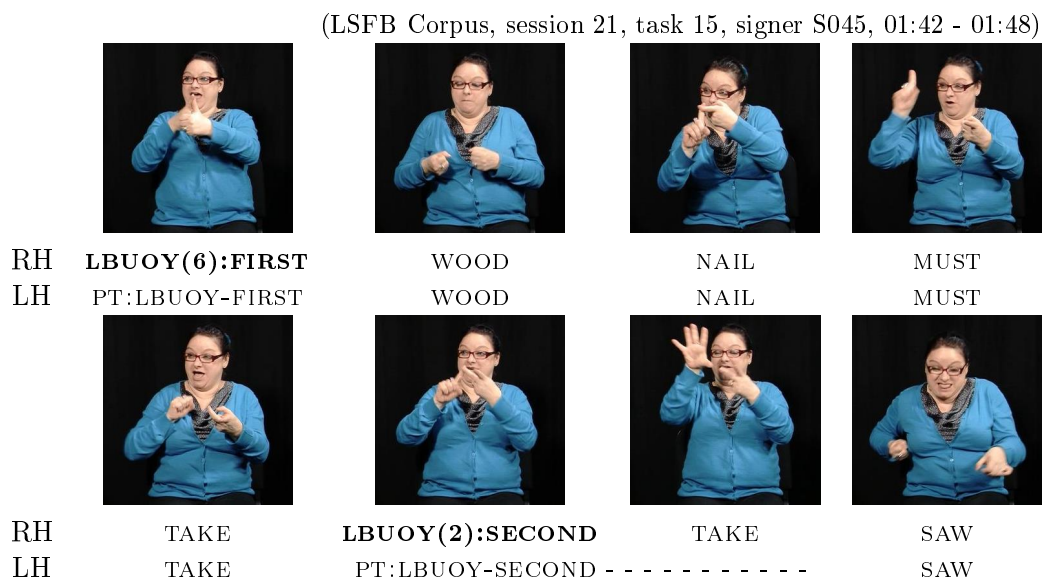 (LSFB Corpus, session 21, task 15, signer S045, 01:42 - 01:48)
RH LBUOY(6):FIRST WOOD NAIL MUST
LH PT:LBUOY-FIRST WOOD NAIL MUST
RH TAKE LBUOY(2):SECOND TAKE SAW
LH TAKE PT:LBUOY-SECOND - - - - - - - - - - - SAW